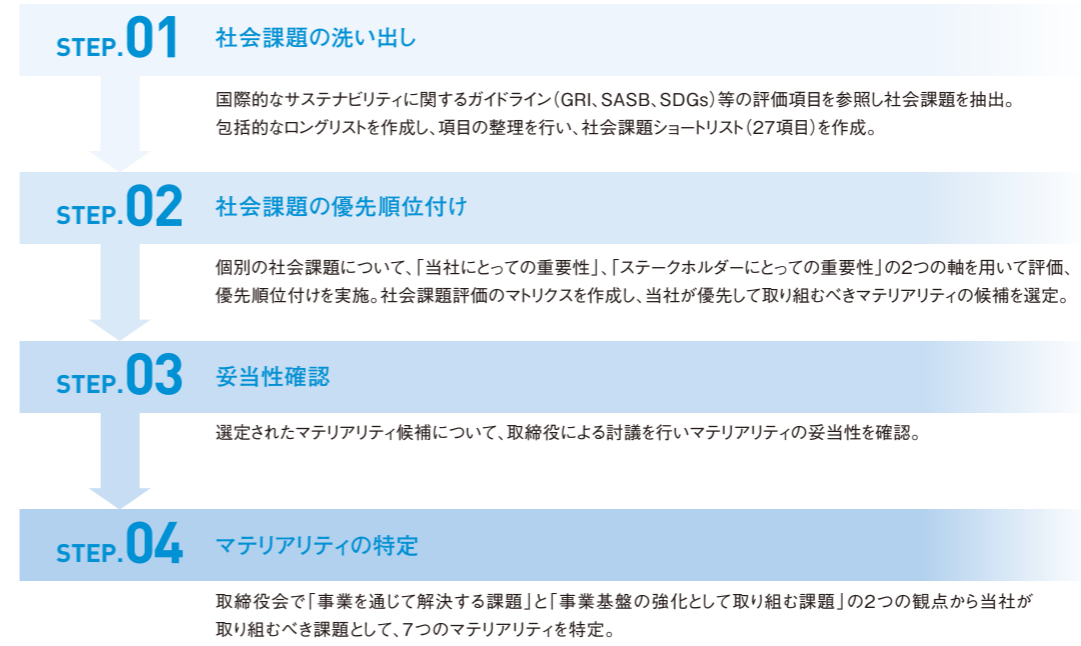 STEP.01 社会課題の洗い出し
国際的なサステナビリティに関するガイドライン（GRI、SASB、SDGs）等の評価項目を参照し社会課題を抽出。
包括的なロングリストを作成し、項目の整理を行い、社会課題ショートリスト（27項目）を作成。
STEP.02 社会課題の優先順位付け
個別の社会課題について、「当社にとっての重要性」、「ステークホルダーにとっての重要性」の2つの軸を用いて評価、
優先順位付けを実施。社会課題評価のマトリクスを作成し、当社が優先して取り組むべきマテリアリティの候補を選定。
STEP.03 妥当性確認
選定されたマテリアリティ候補について、取締役による討議を行いマテリアリティの妥当性を確認。
STEP.04 マテリアリティの特定
取締役会で「事業を通じて解決する課題」と「事業基盤の強化として取り組む課題」の2つの観点から当社が
取り組むべき課題として、7つのマテリアリティを特定。